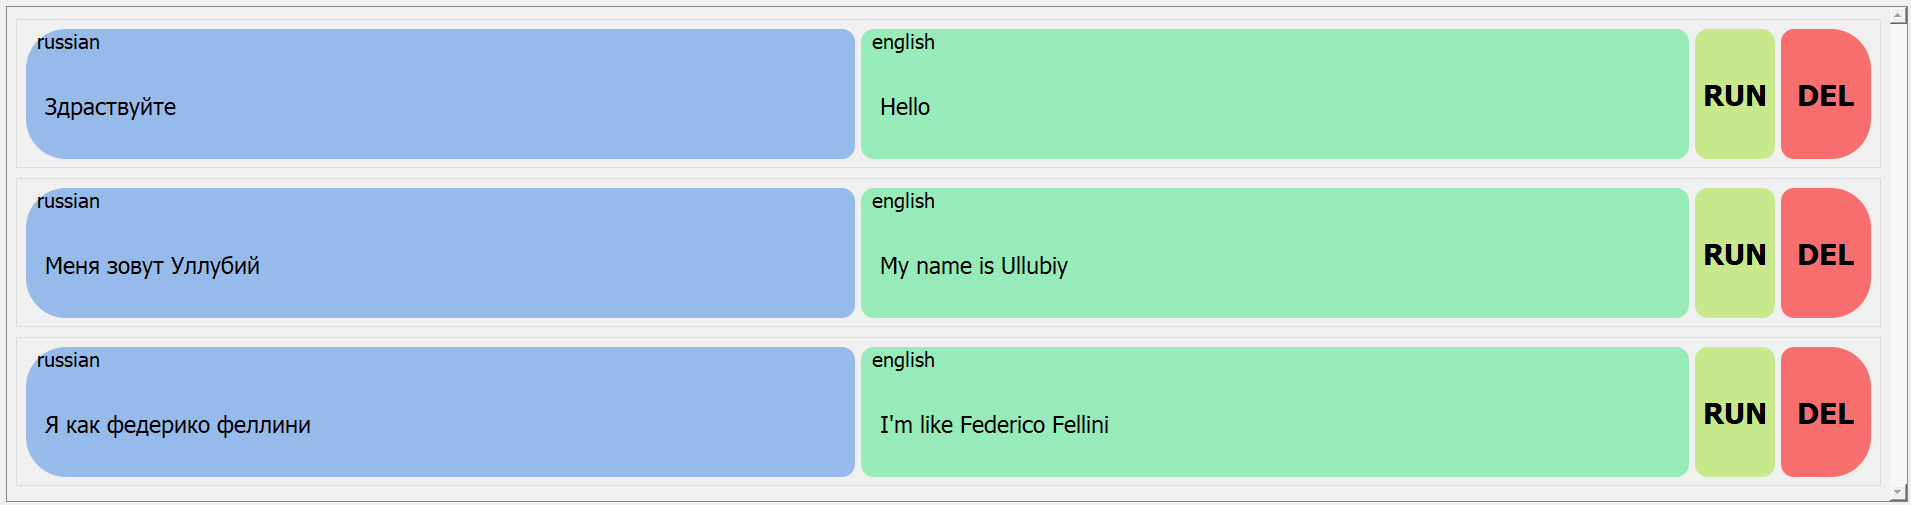 russian
english
Здраствуйте
Hello
RUN
DEL
russian
english
Меня зовут Уллубий
My name is Ullubiy
RUN
DEL
russian
english
Я как федерико феллини
I'm like Federico Fellini
RUN
DEL